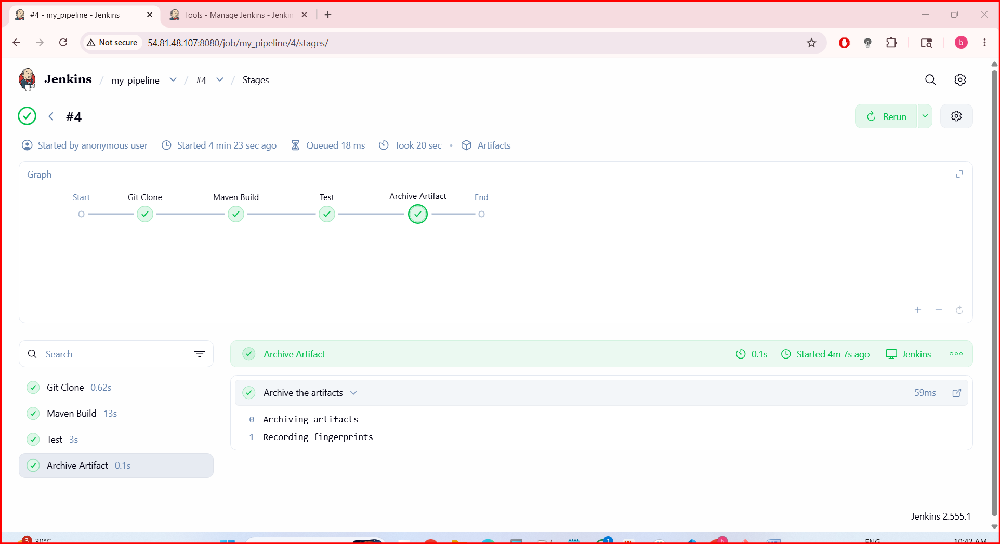 #4 - my_pipeline - Jenkins
Tools - Manage Jenkins - Jenkin
Not secure
54.81.48.107:8080/job/my_pipeline/4/stages/
b
Jenkins / my_pipeline / #4 / Stages
#4
Rerun
Started by anonymous user
Started 4 min 23 sec ago
Queued 18 ms
Took 20 sec
Artifacts
Graph
Start
Git Clone
Maven Build
Test
Archive Artifact
End
Search
Git Clone 0.62s
Maven Build 13s
Test 3s
Archive Artifact 0.1s
Archive Artifact
0.1s
Started 4m 7s ago
Jenkins
Archive the artifacts
59ms
0 Archiving artifacts
1 Recording fingerprints
Jenkins 2.555.1
3
30°C
1
b
ENG
10:42 AM